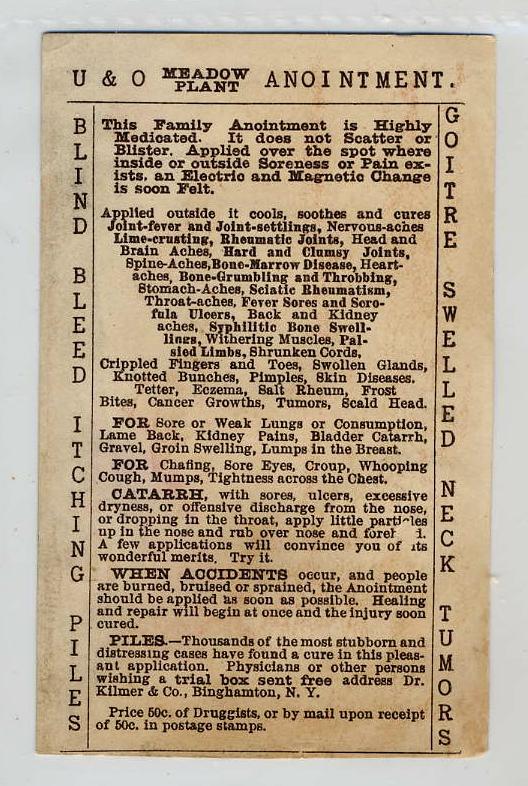 U & O MEADOW PLANT ANOINTMENT.
BLIND BLEED ITCHING PILES
This Family Anointment is Highly
Medicated. It does not Scatter or
Blister. Applied over the spot where
inside or outside Soreness or Pain ex-
ists, an Electric and Magnetic Change
is soon Felt.
Applied outside it cools, soothes and cures
Joint-fever and Joint-settlings, Nervous-aches
Lime-crusting, Rheumatic Joints, Head and
Brain Aches, Hard and Clumsy Joints,
Spine-Aches, Bone-Marrow Disease, Heart-
aches, Bone-Grumbling and Throbbing,
Stomach-Aches, Sciatic Rheumatism,
Throat-aches, Fever Sores and Scro-
fula Ulcers, Back and Kidney
aches, Syphilitic Bone Swell-
lings, Withering Muscles, Pal-
sied Limbs, Shrunken Cords,
Crippled Fingers and Toes, Swollen Glands,
Knotted Bunches, Pimples, Skin Diseases.
Tetter, Eczema, Salt Rheum, Frost
Bites, Cancer Growths, Tumors, Scald Head.
FOR Sore or Weak Lungs or Consumption,
Lame Back, Kidney Pains, Bladder Catarrh,
Gravel, Groin Swelling, Lumps in the Breast.
FOR Chafing, Sore Eyes, Croup, Whooping
Cough, Mumps, Tightness across the Chest.
CATARRH, with sores, ulcers, excessive
dryness, or offensive discharge from the nose,
or dropping in the throat, apply little particles
up in the nose and rub over nose and
A few applications will convince you of its
wonderful merits. Try it.
WHEN ACCIDENTS occur, and people
are burned, bruised or sprained, the Anointment
should be applied as soon as possible. Healing
and repair will begin at once and the injury soon
cured.
PILES.—Thousands of the most stubborn and
distressing cases have found a cure in this pleas-
ant application. Physicians or other persons
wishing a trial box sent free address Dr.
Kilmer & Co., Binghamton, N. Y.
Price 50c. of Druggists, or by mail upon receipt
of 50c. in postage stamps.
GOITRE SWELLED NECK TUMORS